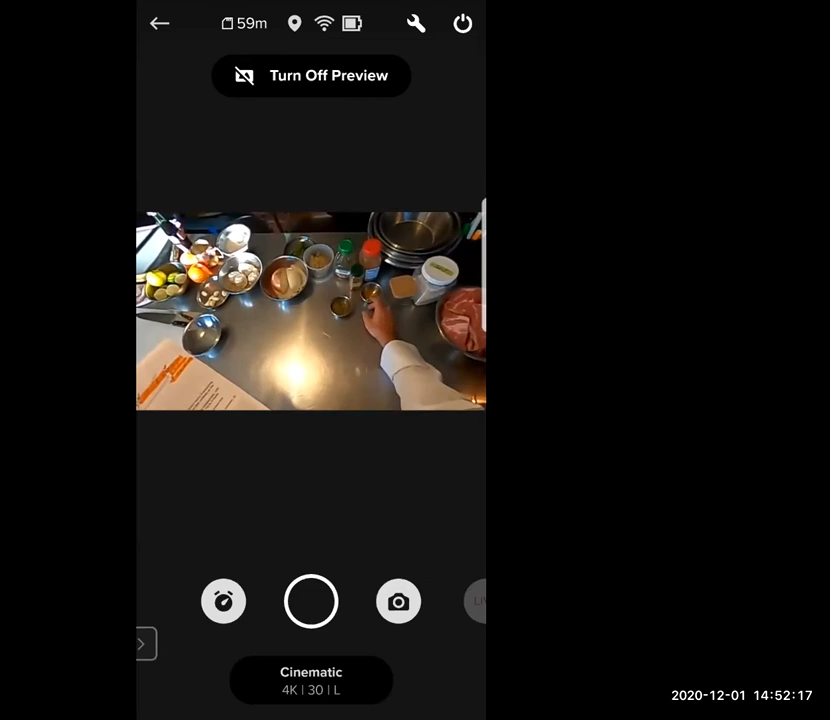 59m
Turn Off Preview
Cinematic
4K | 30 | L
2020-12-01 14:52:17